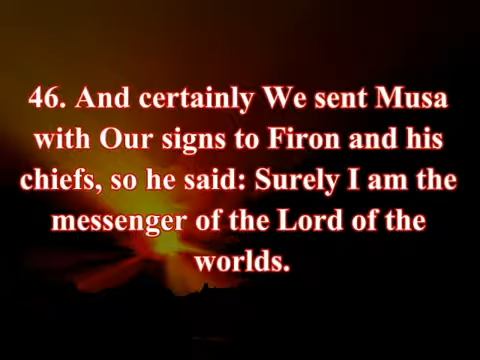 46. And certainly We sent Musa
with Our signs to Firon and his
chiefs, so he said: Surely I am the
messenger of the Lord of the
worlds.